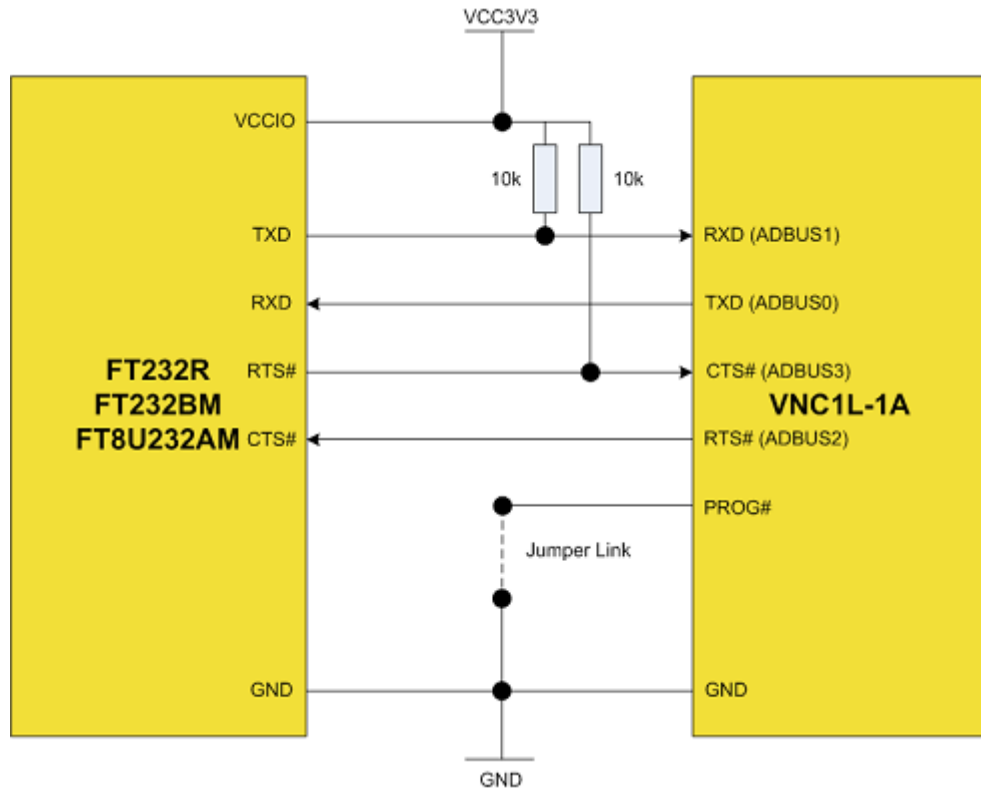 VCC3V3
VCCIO
10k
10k
TXD
RXD (ADBUS1)
RXD
TXD (ADBUS0)
FT232R
FT232BM
FT8U232AM
RTS#
CTS# (ADBUS3)
VNC1L-1A
CTS#
RTS# (ADBUS2)
PROG#
Jumper Link
GND
GND
GND